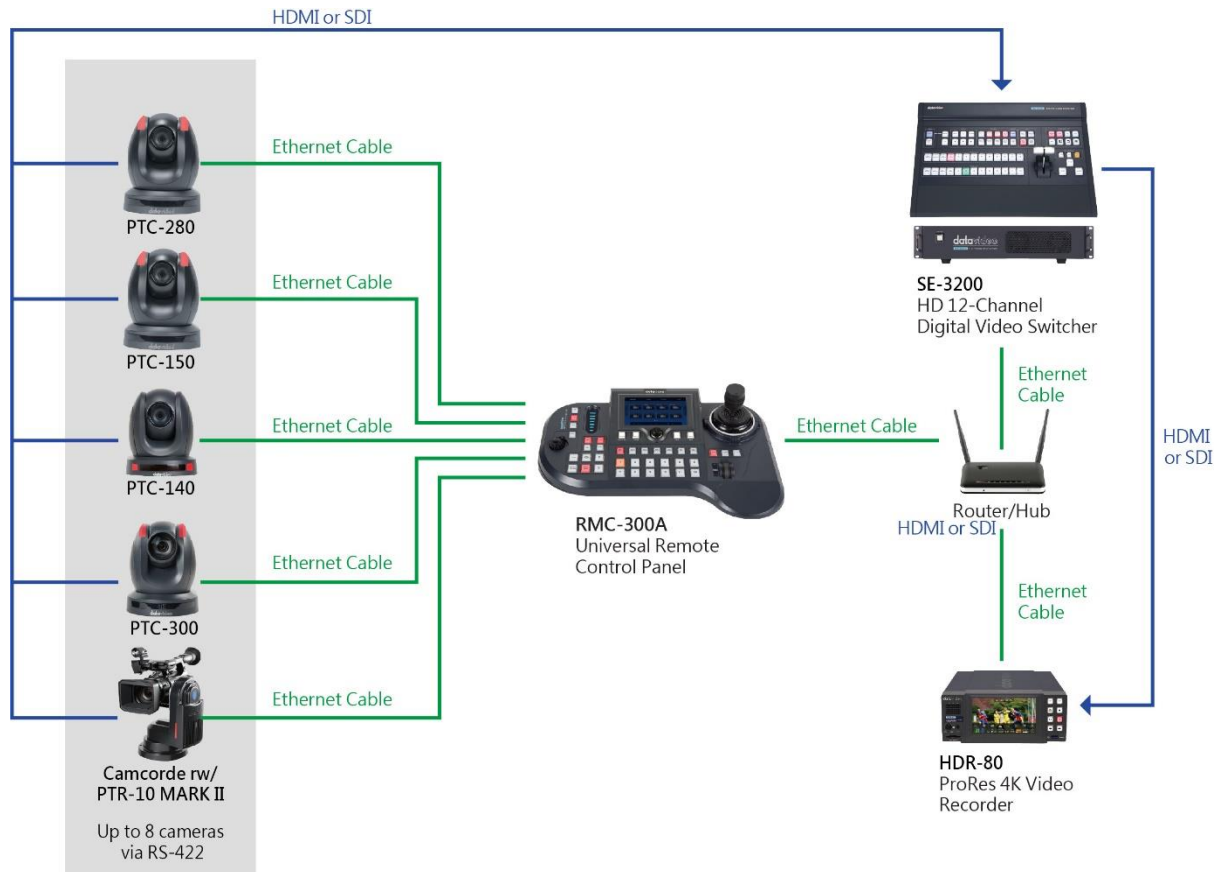 HDMI or SDI
Ethernet Cable
PTC-280
Ethernet Cable
PTC-150
Ethernet Cable
PTC-140
Ethernet Cable
PTC-300
Ethernet Cable
Camcorde rw/
PTR-10 MARK II
Up to 8 cameras
via RS-422
RMC-300A
Universal Remote
Control Panel
Ethernet Cable
datavideo
SE-3200
HD 12-Channel
Digital Video Switcher
Ethernet
Cable
HDMI
or SDI
Router/Hub
HDMI or SDI
Ethernet
Cable
HDR-80
ProRes 4K Video
Recorder